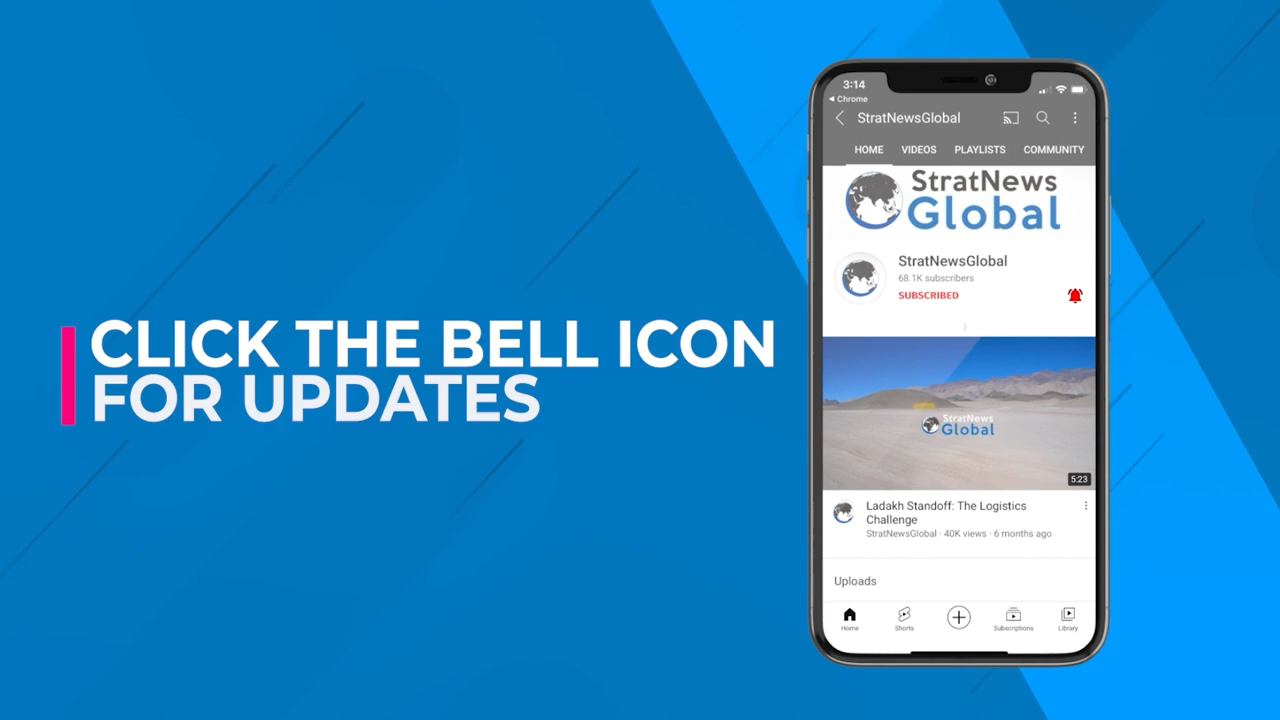 CLICK THE BELL ICON
FOR UPDATES
3:14
Chrome
StratNewsGlobal
HOME VIDEOS PLAYLISTS COMMUNITY
StratNews
Global
StratNewsGlobal
68.1K subscribers
SUBSCRIBED
StratNews
Global
5:23
Ladakh Standoff: The Logistics
Challenge
StratNewsGlobal · 40K views · 6 months ago
Uploads
Home Shorts Subscriptions Library